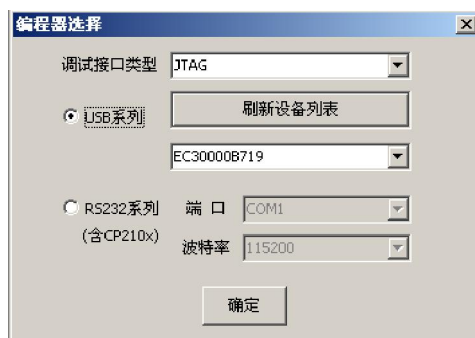 编程器选择
调试接口类型 JTAG
USB系列 刷新设备列表
EC30000B719
RS232系列 端 口 COM1
(含CP210x)
波特率 115200
确定